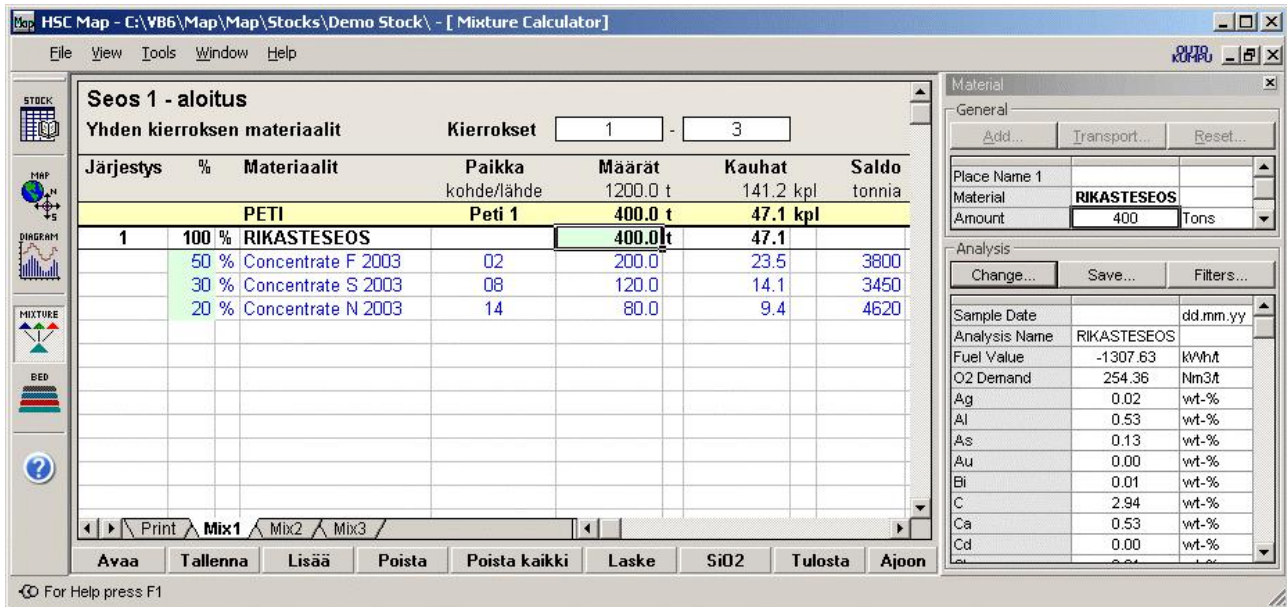 HSC Map - C:\VB6\Map\Map\Stocks\Demo Stock\ - [ Mixture Calculator]
File View Tools Window Help
OUTO
KUMPU
STOCK
MAP
N
S
DIAGRAM
MIXTURE
BED
Seos 1 - aloitus
Yhden kierroksen materiaalit Kierrokset 1 - 3
Järjestys % Materiaalit Paikka Määrät Kauhat Saldo
kohde/lähde 1200.0 t 141.2 kpl tonnia
PETI Peti 1 400.0 t 47.1 kpl
1 100 % RIKASTESEOS 400.0 t 47.1
50 % Concentrate F 2003 02 200.0 23.5 3800
30 % Concentrate S 2003 08 120.0 14.1 3450
20 % Concentrate N 2003 14 80.0 9.4 4620
Print Mix1 Mix2 Mix3
Avaa Tallenna Lisää Poista Poista kaikki Laske SiO2 Tulosta Ajoon
Material
General
Add... Transport... Reset...
Place Name 1
Material RIKASTESEOS
Amount 400 Tons
Analysis
Change... Save... Filters...
Sample Date dd.mm.yy
Analysis Name RIKASTESEOS
Fuel Value -1307.63 kWh/t
O2 Demand 254.36 Nm3/t
Ag 0.02 wt-%
Al 0.53 wt-%
As 0.13 wt-%
Au 0.00 wt-%
Bi 0.01 wt-%
C 2.94 wt-%
Ca 0.53 wt-%
Cd 0.00 wt-%
For Help press F1